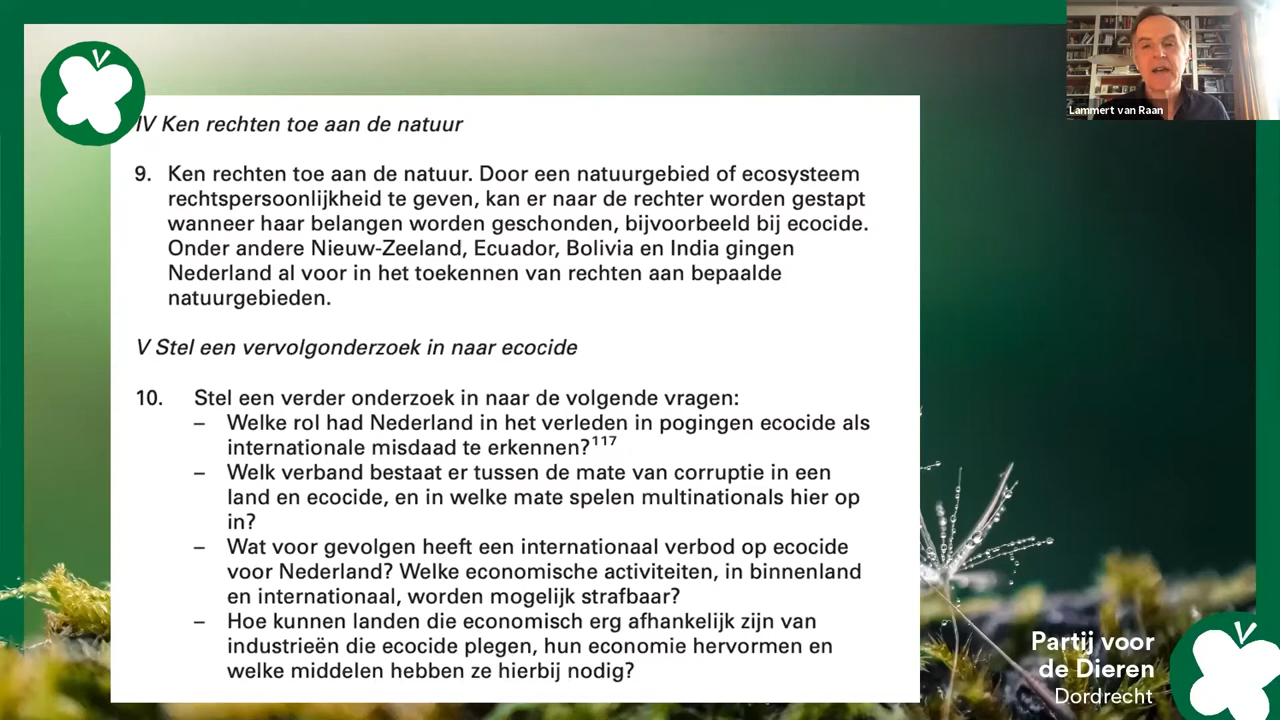 Lammert van Raan
IV Ken rechten toe aan de natuur
9. Ken rechten toe aan de natuur. Door een natuurgebied of ecosysteem
rechtspersoonlijkheid te geven, kan er naar de rechter worden gestapt
wanneer haar belangen worden geschonden, bijvoorbeeld bij ecocide.
Onder andere Nieuw-Zeeland, Ecuador, Bolivia en India gingen
Nederland al voor in het toekennen van rechten aan bepaalde
natuurgebieden.
V Stel een vervolgonderzoek in naar ecocide
10. Stel een verder onderzoek in naar de volgende vragen:
– Welke rol had Nederland in het verleden in pogingen ecocide als
internationale misdaad te erkennen?¹¹⁷
– Welk verband bestaat er tussen de mate van corruptie in een
land en ecocide, en in welke mate spelen multinationals hier op
in?
– Wat voor gevolgen heeft een internationaal verbod op ecocide
voor Nederland? Welke economische activiteiten, in binnenland
en internationaal, worden mogelijk strafbaar?
– Hoe kunnen landen die economisch erg afhankelijk zijn van
industrieën die ecocide plegen, hun economie hervormen en
welke middelen hebben ze hierbij nodig?
Partij voor
de Dieren
Dordrecht